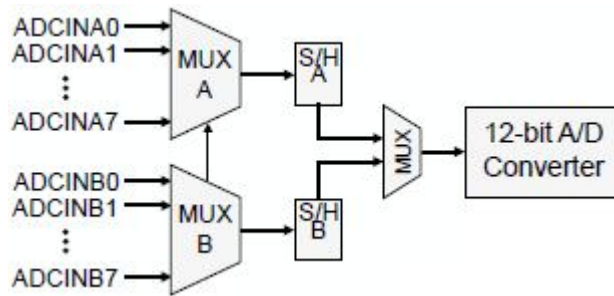 ADCINA0
ADCINA1
ADCINA7
MUX
A
S/H
A
ADCINB0
ADCINB1
ADCINB7
MUX
B
S/H
B
MUX
12-bit A/D
Converter